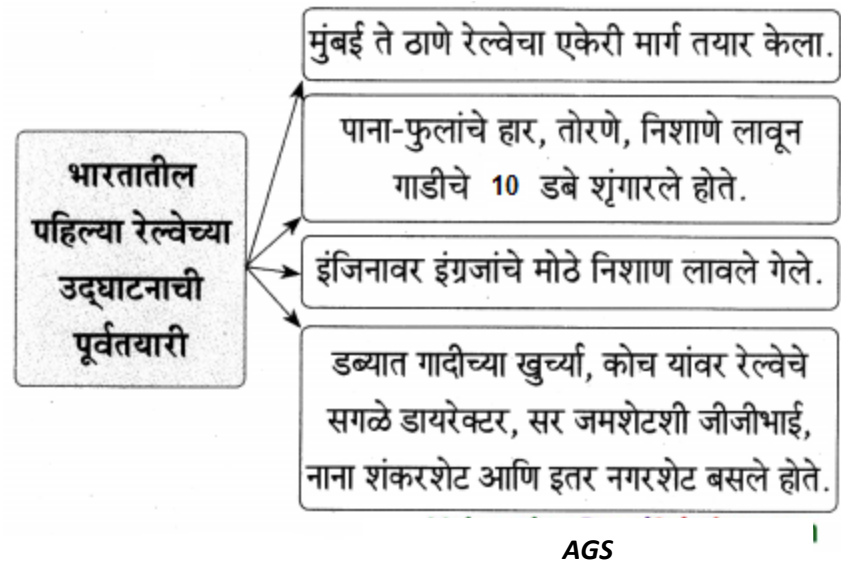 मुंबई ते ठाणे रेल्वेचा एकेरी मार्ग तयार केला.
पाना-फुलांचे हार, तोरणे, निशाणे लावून
गाडीचे 10 डबे शृंगारले होते.
भारतातील
पहिल्या रेल्वेच्या
उद्‌घाटनाची
पूर्वतयारी
इंजिनावर इंग्रजांचे मोठे निशाण लावले गेले.
डब्यात गादीच्या खुर्च्या, कोच यांवर रेल्वेचे
सगळे डायरेक्टर, सर जमशेटशी जीजीभाई,
नाना शंकरशेट आणि इतर नगरशेट बसले होते.
AGS